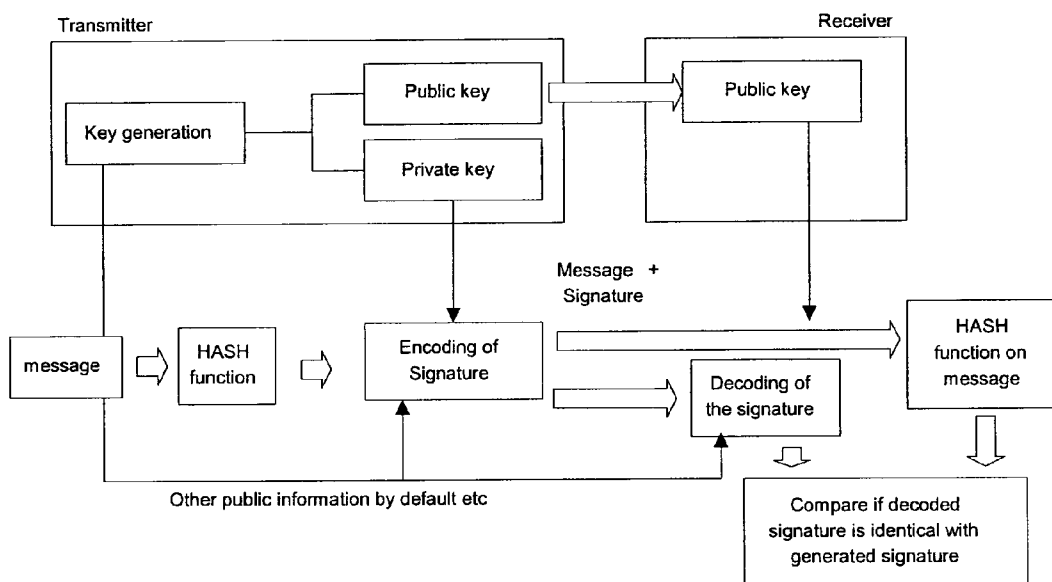 Transmitter
Receiver
Public key
Public key
Key generation
Private key
Message +
Signature
message
HASH
function
Encoding of
Signature
HASH
function on
message
Decoding of
the signature
Other public information by default etc
Compare if decoded
signature is identical with
generated signature